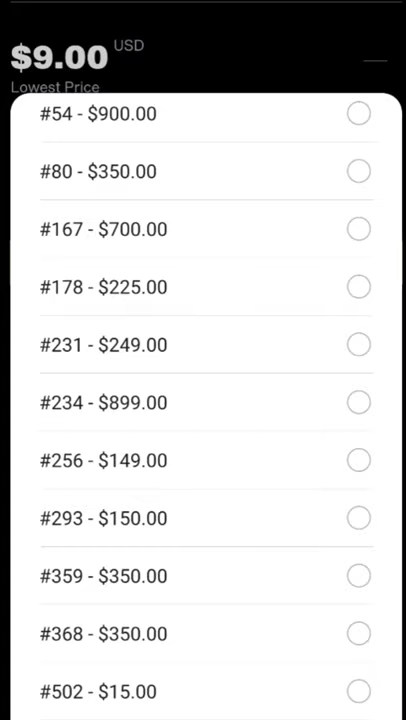 $9.00 USD
Lowest Price
#54 - $900.00
#80 - $350.00
#167 - $700.00
#178 - $225.00
#231 - $249.00
#234 - $899.00
#256 - $149.00
#293 - $150.00
#359 - $350.00
#368 - $350.00
#502 - $15.00